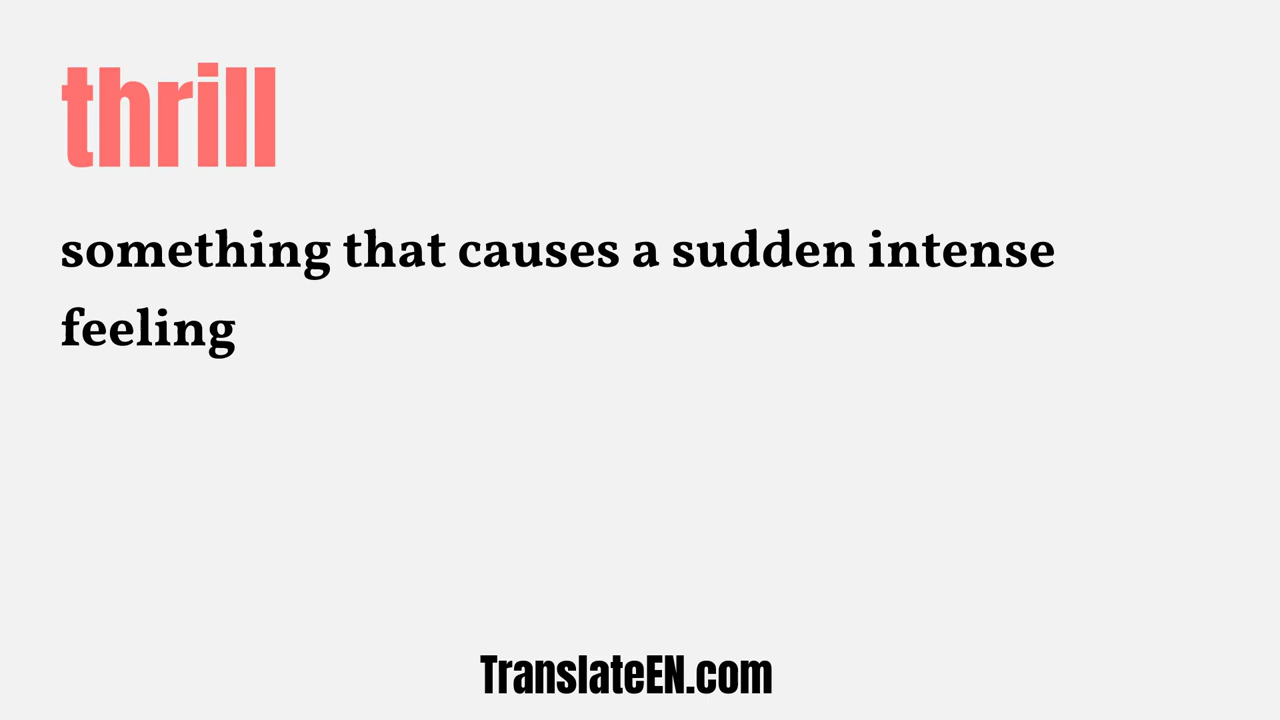 thrill
something that causes a sudden intense
feeling
TranslateEN.com